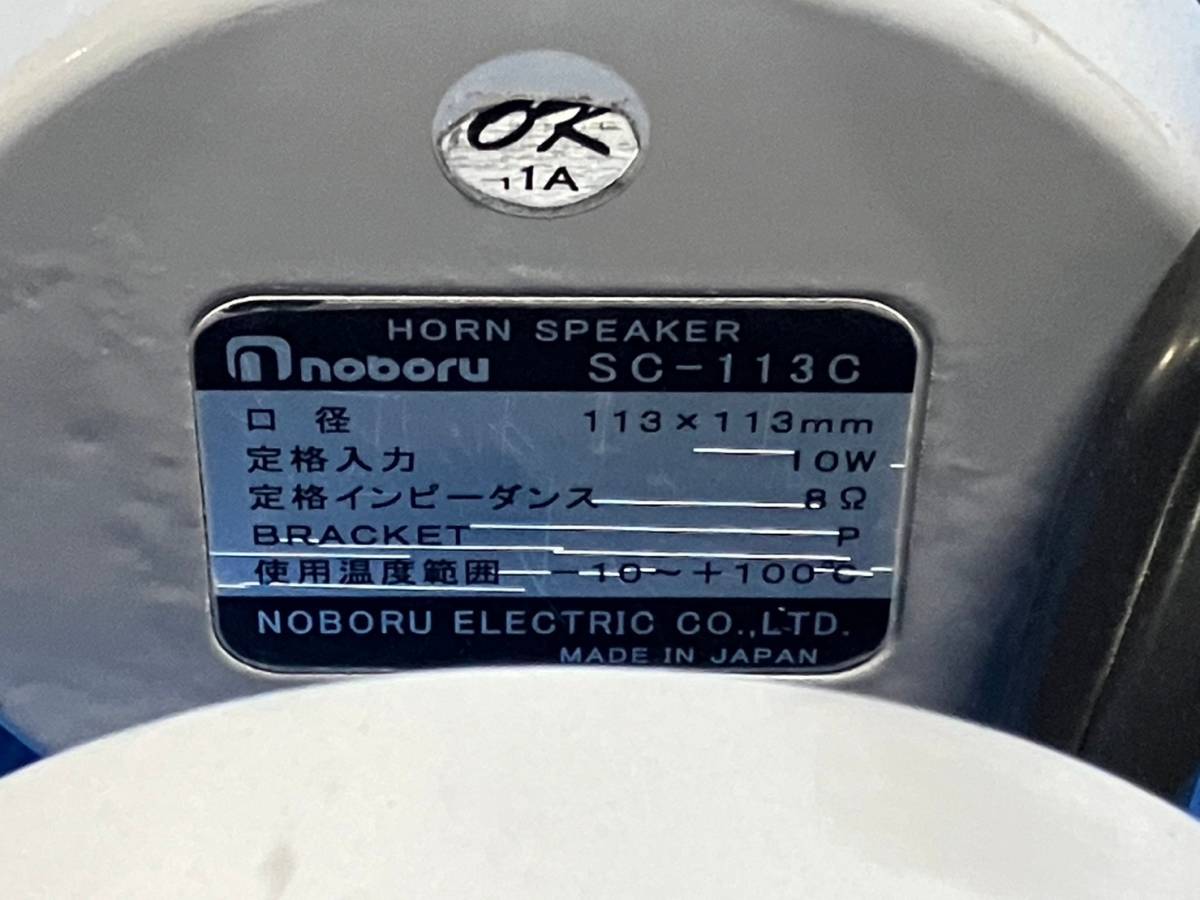 OK
1A
HORN SPEAKER
noboru SC-113C
口径 113×113mm
定格入力 10W
定格インピーダンス 8Ω
BRACKET P
使用温度範囲 -10～+100℃
NOBORU ELECTRIC CO.,LTD.
MADE IN JAPAN